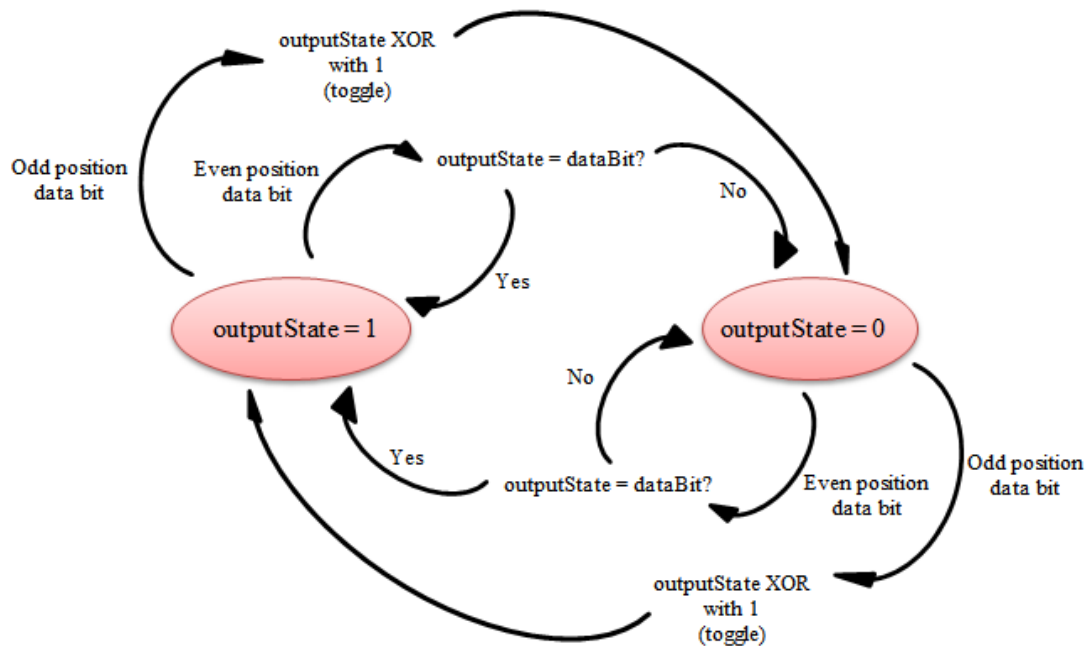 outputState XOR
with 1
(toggle)
Odd position
data bit
Even position
data bit
outputState = dataBit?
No
Yes
outputState = 1
outputState = 0
No
Yes
outputState = dataBit?
Even position
data bit
Odd position
data bit
outputState XOR
with 1
(toggle)